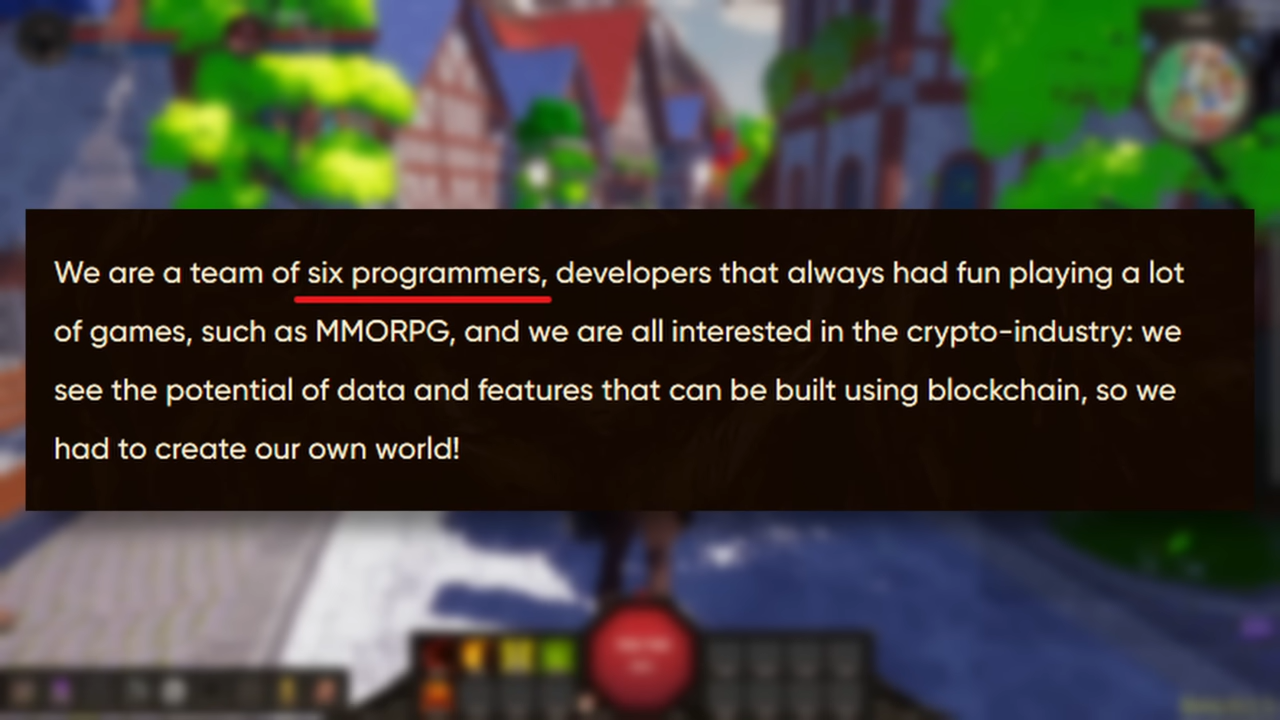 We are a team of six programmers, developers that always had fun playing a lot
of games, such as MMORPG, and we are all interested in the crypto-industry: we
see the potential of data and features that can be built using blockchain, so we
had to create our own world!